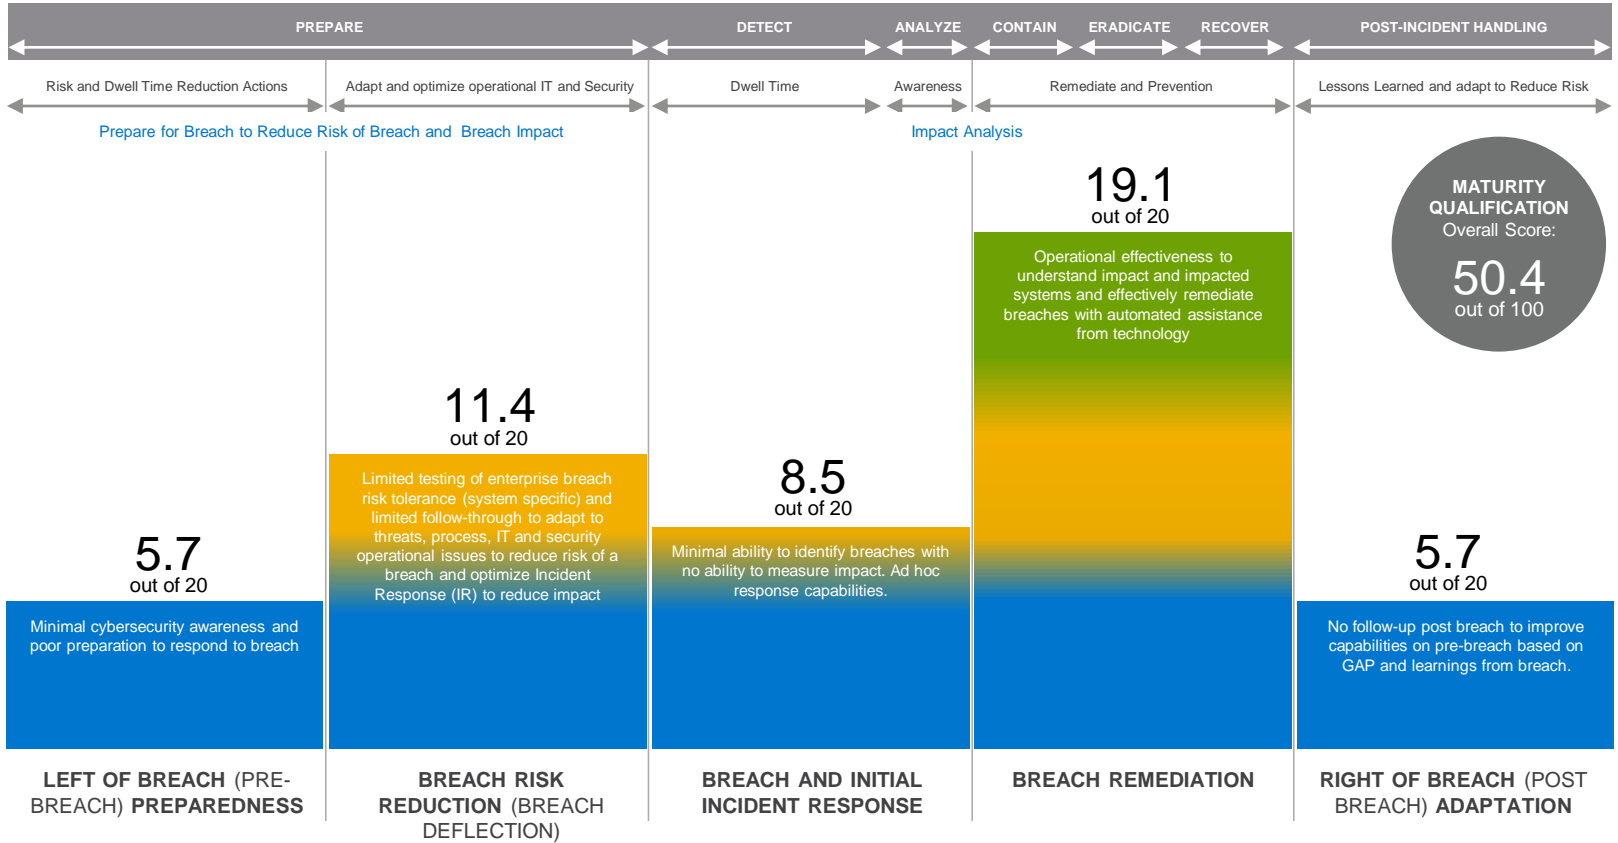 PREPARE
DETECT
ANALYZE
CONTAIN
ERADICATE
RECOVER
POST-INCIDENT HANDLING
Risk and Dwell Time Reduction Actions
Adapt and optimize operational IT and Security
Dwell Time
Awareness
Remediate and Prevention
Lessons Learned and adapt to Reduce Risk
Prepare for Breach to Reduce Risk of Breach and Breach Impact
Impact Analysis
MATURITY
QUALIFICATION
Overall Score:
50.4
out of 100
5.7
out of 20
Minimal cybersecurity awareness and
poor preparation to respond to breach
LEFT OF BREACH (PRE-
BREACH) PREPAREDNESS
11.4
out of 20
Limited testing of enterprise breach
risk tolerance (system specific) and
limited follow-through to adapt to
threats, process, IT and security
operational issues to reduce risk of a
breach and optimize Incident
Response (IR) to reduce impact
BREACH RISK
REDUCTION (BREACH
DEFLECTION)
8.5
out of 20
Minimal ability to identify breaches with
no ability to measure impact. Ad hoc
response capabilities.
BREACH AND INITIAL
INCIDENT RESPONSE
19.1
out of 20
Operational effectiveness to
understand impact and impacted
systems and effectively remediate
breaches with automated assistance
from technology
BREACH REMEDIATION
5.7
out of 20
No follow-up post breach to improve
capabilities on pre-breach based on
GAP and learnings from breach.
RIGHT OF BREACH (POST
BREACH) ADAPTATION